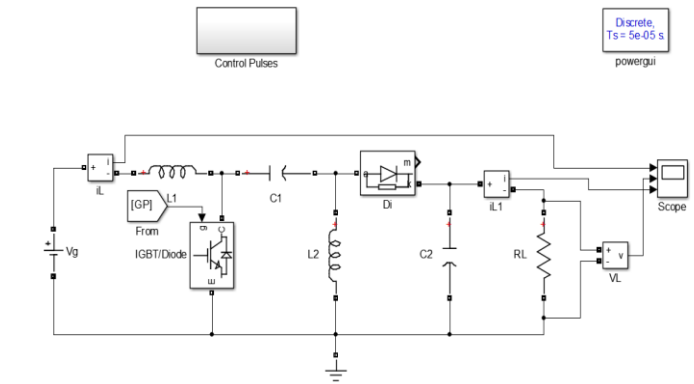 Discrete,
Ts = 5e-05 s.
powergui
Control Pulses
+
i
-
iL
L1
[GP]
From
C1
a
m
k
Di
+
i
-
iL1
Scope
+
Vg
IGBT/Diode
g
C
E
L2
C2
RL
+
-
v
VL